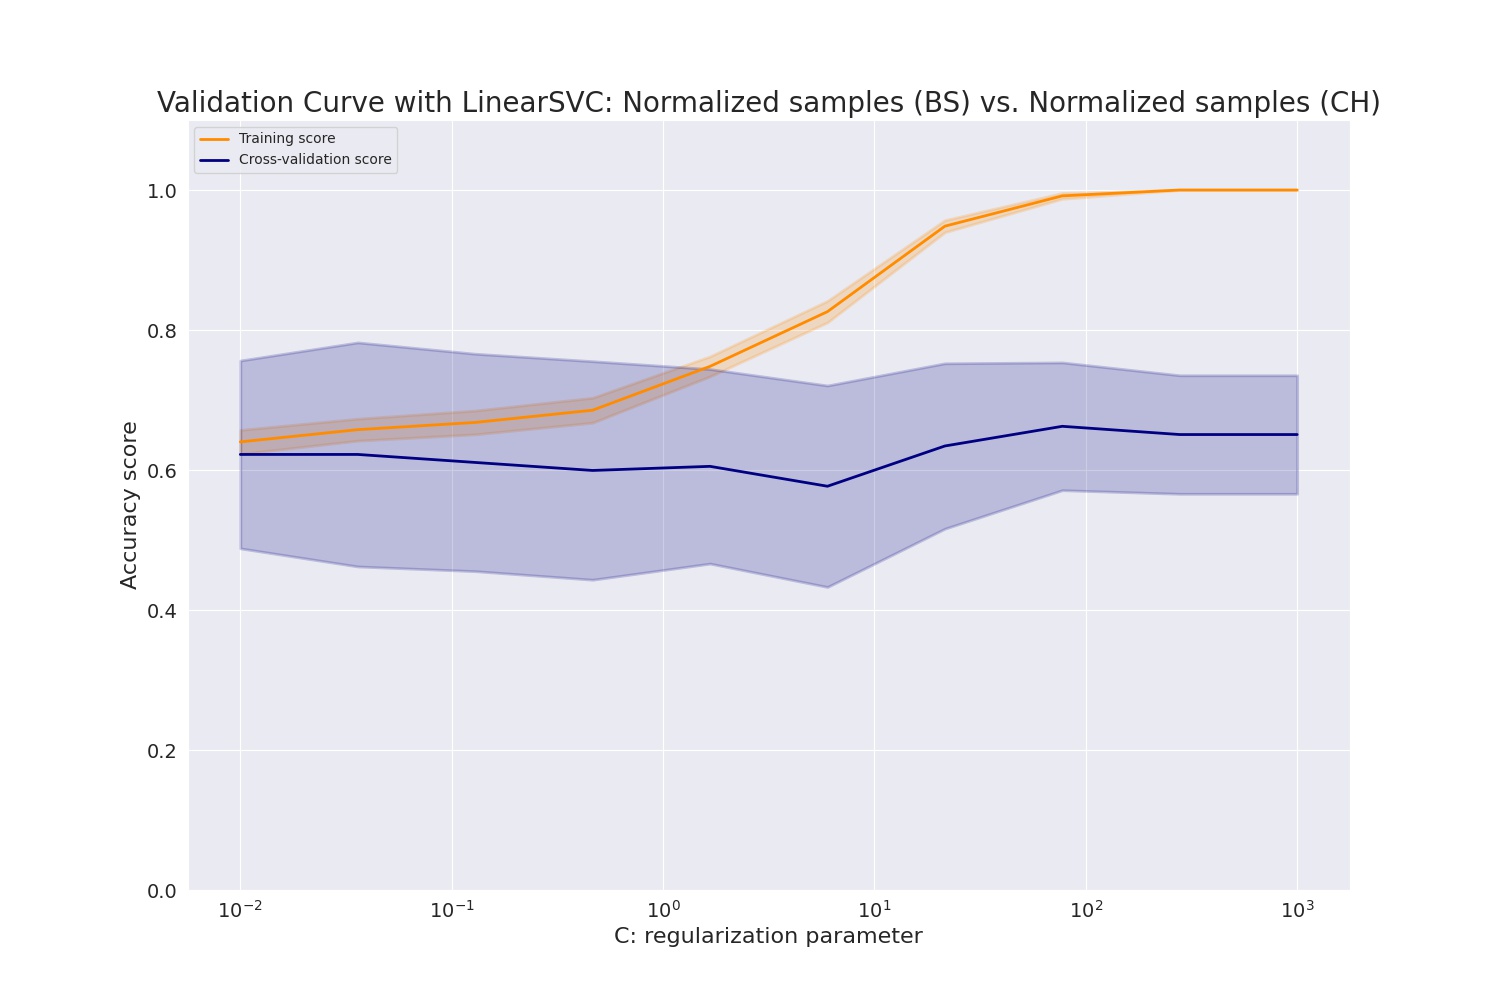 Validation Curve with LinearSVC: Normalized samples (BS) vs. Normalized samples (CH)
Training score
Cross-validation score
1.0
0.8
0.6
0.4
0.2
0.0
Accuracy score
10⁻² 10⁻¹ 10⁰ 10¹ 10² 10³
C: regularization parameter